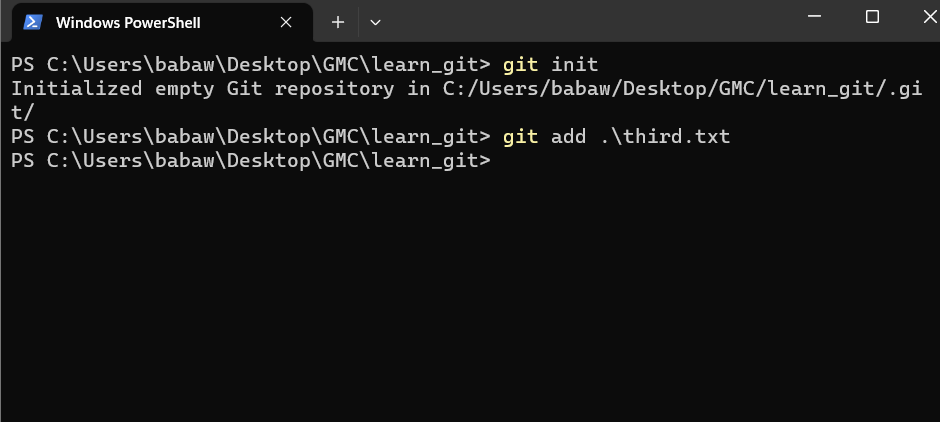 Windows PowerShell
PS C:\Users\babaw\Desktop\GMC\learn_git> git init
Initialized empty Git repository in C:/Users/babaw/Desktop/GMC/learn_git/.gi
t/
PS C:\Users\babaw\Desktop\GMC\learn_git> git add .\third.txt
PS C:\Users\babaw\Desktop\GMC\learn_git>